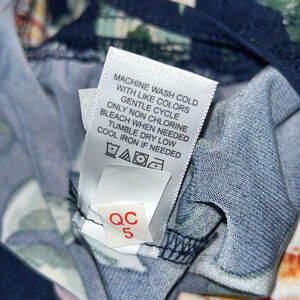 MACHINE WASH COLD
WITH LIKE COLORS
GENTLE CYCLE
ONLY NON CHLORINE
BLEACH WHEN NEEDED
TUMBLE DRY LOW
COOL IRON IF NEEDED
QC
5